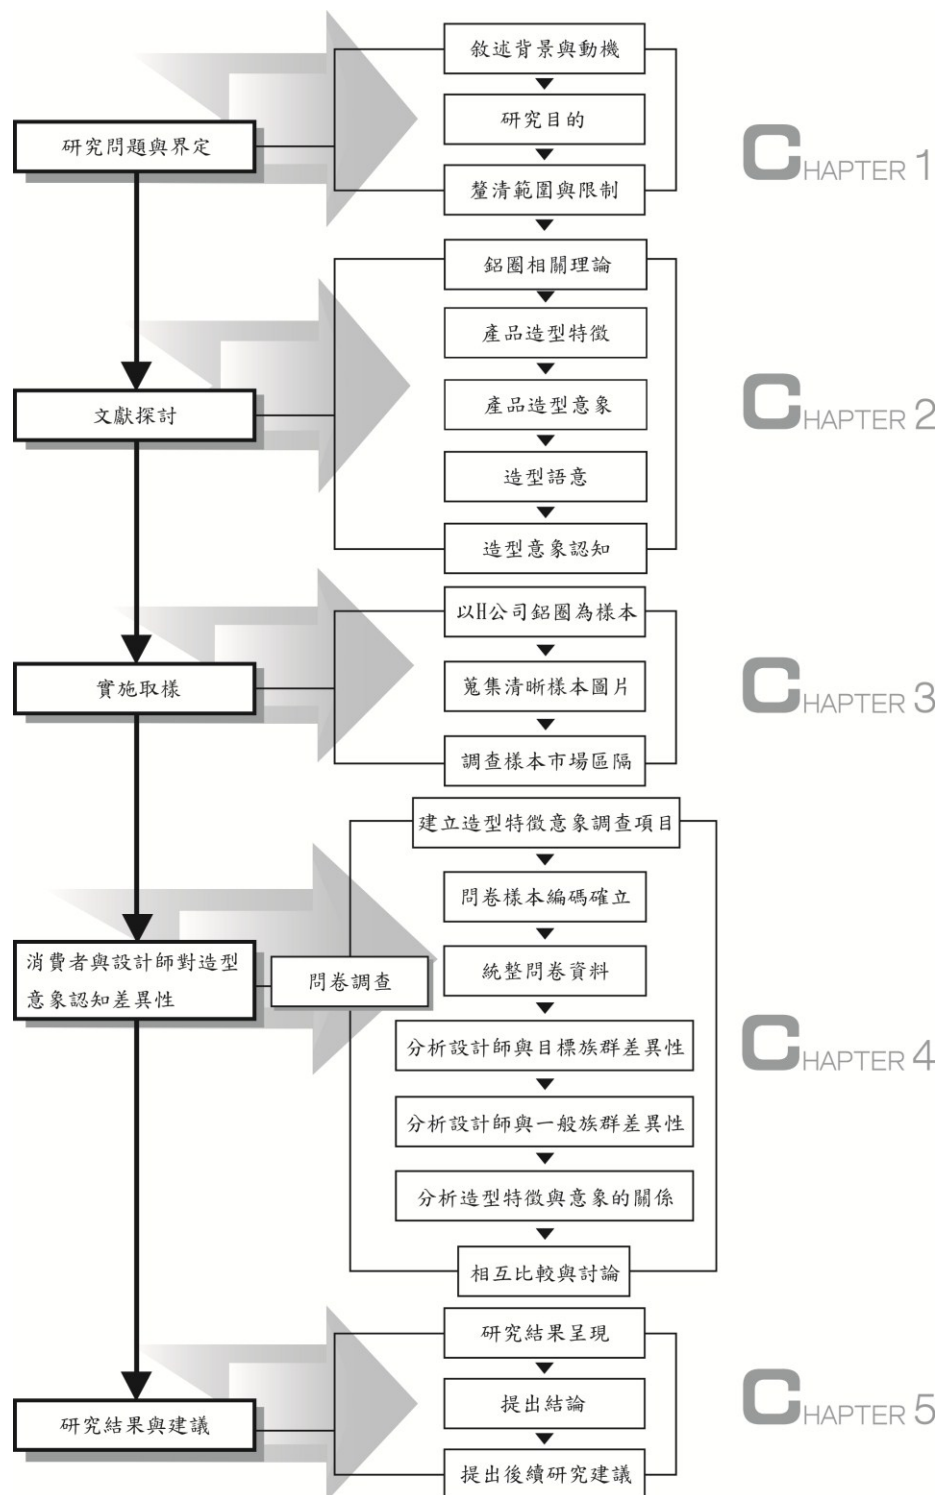 敘述背景與動機
研究目的
研究問題與界定
釐清範圍與限制
CHAPTER 1
鋁圈相關理論
產品造型特徵
產品造型意象
文獻探討
造型語意
造型意象認知
CHAPTER 2
以H公司鋁圈為樣本
蒐集清晰樣本圖片
實施取樣
調查樣本市場區隔
CHAPTER 3
建立造型特徵意象調查項目
問卷樣本編碼確立
消費者與設計師對造型
意象認知差異性
問卷調查
統整問卷資料
分析設計師與目標族群差異性
分析設計師與一般族群差異性
分析造型特徵與意象的關係
相互比較與討論
CHAPTER 4
研究結果呈現
提出結論
研究結果與建議
提出後續研究建議
CHAPTER 5